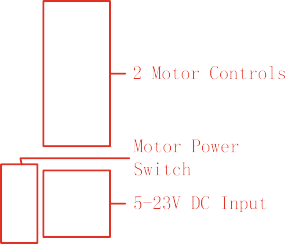 2 Motor Controls
Motor Power
Switch
5-23V DC Input